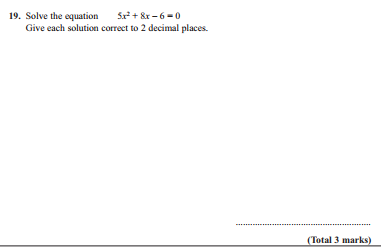 19. Solve the equation 5x² + 8x – 6 = 0
Give each solution correct to 2 decimal places.
..............................................................
(Total 3 marks)